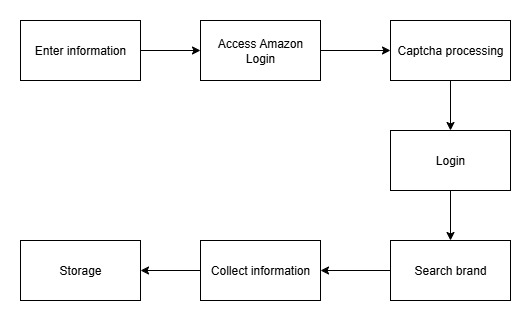 Enter information
Access Amazon
Login
Captcha processing
Login
Search brand
Collect information
Storage